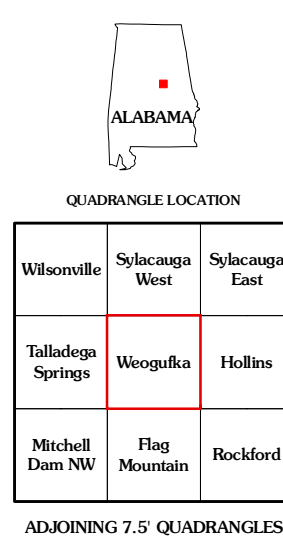 ALABAMA
QUADRANGLE LOCATION
Wilsonville
Sylacauga
West
Sylacauga
East
Talladega
Springs
Weogufka
Hollins
Mitchell
Dam NW
Flag
Mountain
Rockford
ADJOINING 7.5' QUADRANGLES